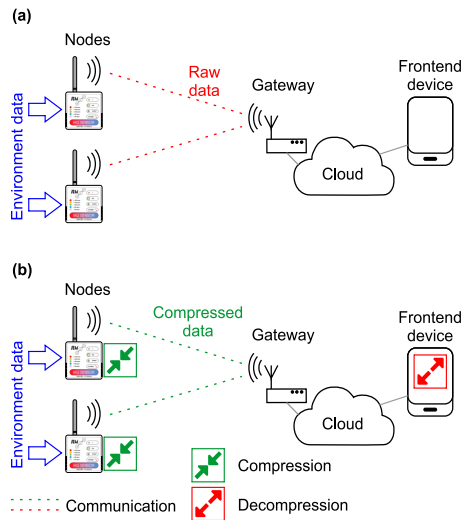 (a)
Nodes
Environment data
Raw
data
Gateway
Frontend
device
Cloud
(b)
Nodes
Environment data
Compressed
data
Gateway
Frontend
device
Cloud
Compression
Communication
Decompression